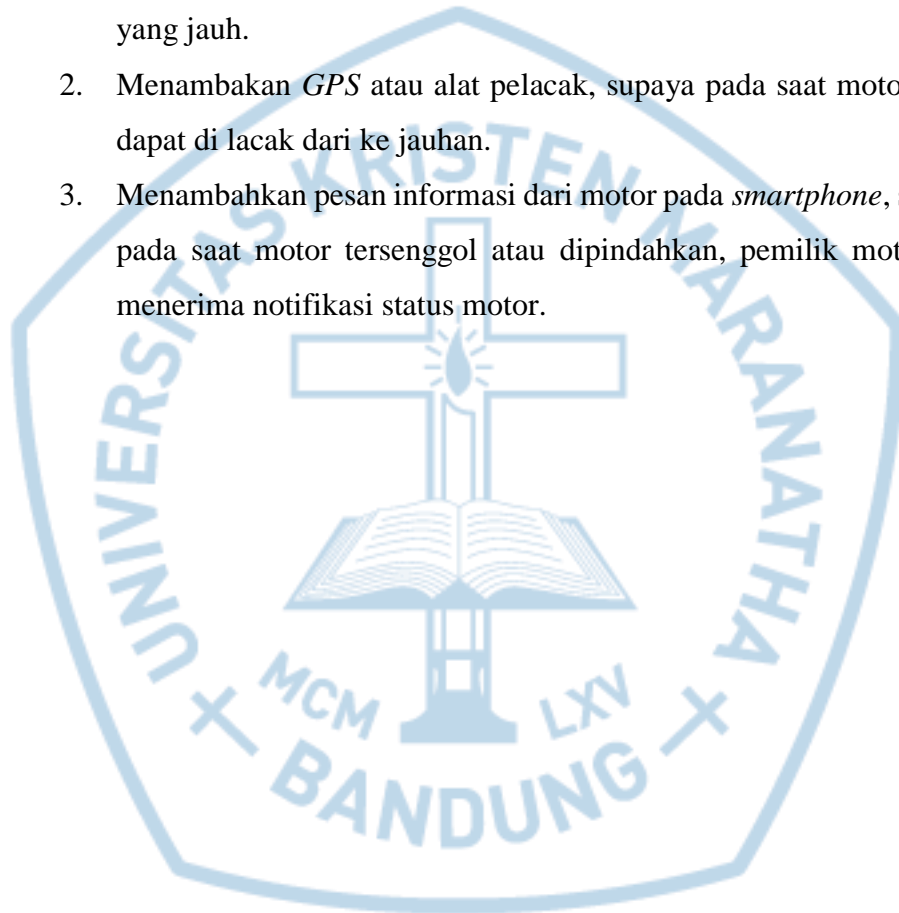 yang jauh.
2. Menambakan GPS atau alat pelacak, supaya pada saat
dapat di lacak dari ke jauhan.
3. Menambahkan pesan informasi dari motor pada smartphone,
pada saat motor tersenggol atau dipindahkan, pemilik
menerima notifikasi status motor.
UNIVERSITAS KRISTEN MARANATHA
MCM LXV
BANDUNG